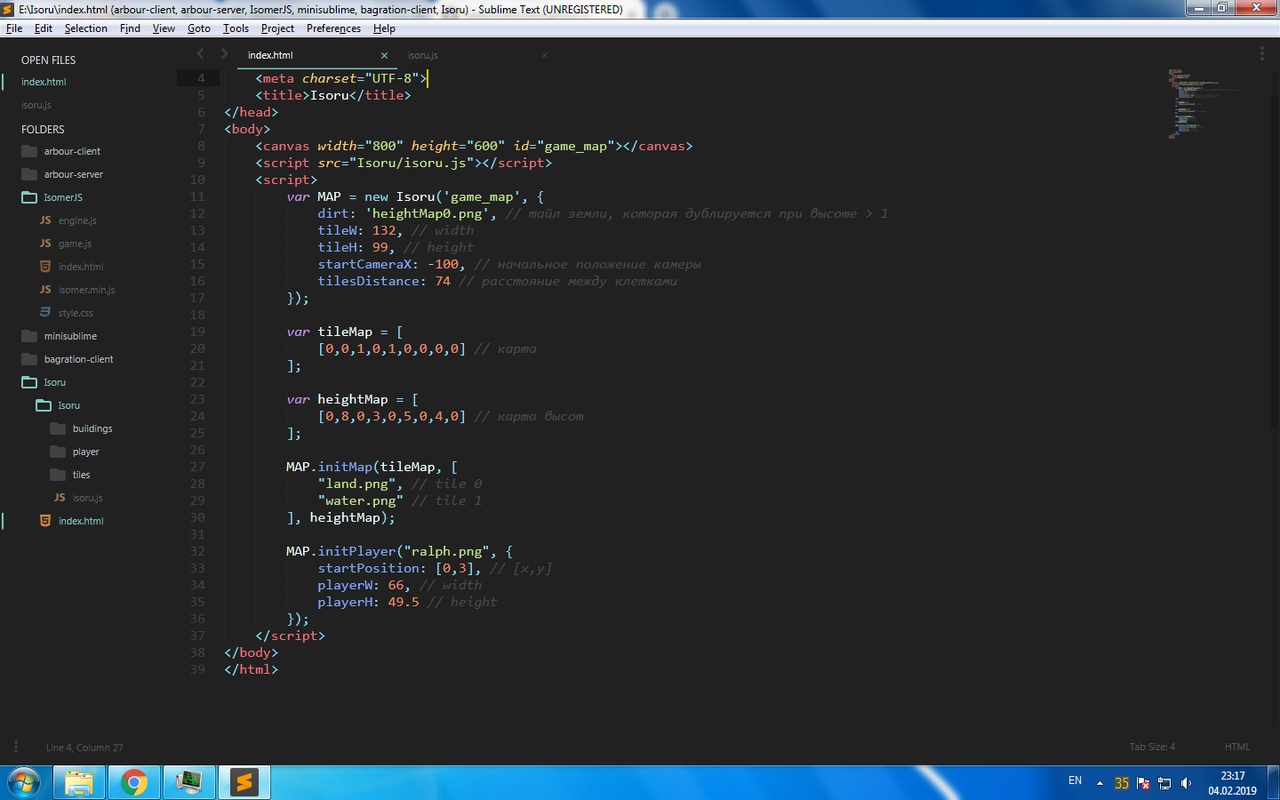 E:\Isoru\index.html (arbour-client, arbour-server, IsomerJS, minisublime, bagration-client, Isoru) - Sublime Text (UNREGISTERED)
File Edit Selection Find View Goto Tools Project Preferences Help
OPEN FILES
index.html
isoru.js
FOLDERS
arbour-client
arbour-server
IsomerJS
JS engine.js
JS game.js
index.html
JS isomer.min.js
style.css
minisublime
bagration-client
Isoru
Isoru
buildings
player
tiles
JS isoru.js
index.html
index.html × isoru.js ×
4 <meta charset="UTF-8">
5 <title>Isoru</title>
6 </head>
7 <body>
8 <canvas width="800" height="600" id="game_map"></canvas>
9 <script src="Isoru/isoru.js"></script>
10 <script>
11 var MAP = new Isoru('game_map', {
12 dirt: 'heightMap0.png', // тайл земли, которая дублируется при высоте > 1
13 tileW: 132, // width
14 tileH: 99, // height
15 startCameraX: -100, // начальное положение камеры
16 tilesDistance: 74 // расстояние между клетками
17 });
18
19 var tileMap = [
20 [0,0,1,0,1,0,0,0,0] // карта
21 ];
22
23 var heightMap = [
24 [0,8,0,3,0,5,0,4,0] // карта высот
25 ];
26
27 MAP.initMap(tileMap, [
28 "land.png", // tile 0
29 "water.png" // tile 1
30 ], heightMap);
31
32 MAP.initPlayer("ralph.png", {
33 startPosition: [0,3], // [x,y]
34 playerW: 66, // width
35 playerH: 49.5 // height
36 });
37 </script>
38 </body>
39 </html>
Line 4, Column 27
Tab Size: 4 HTML
EN 35 23:17
04.02.2019